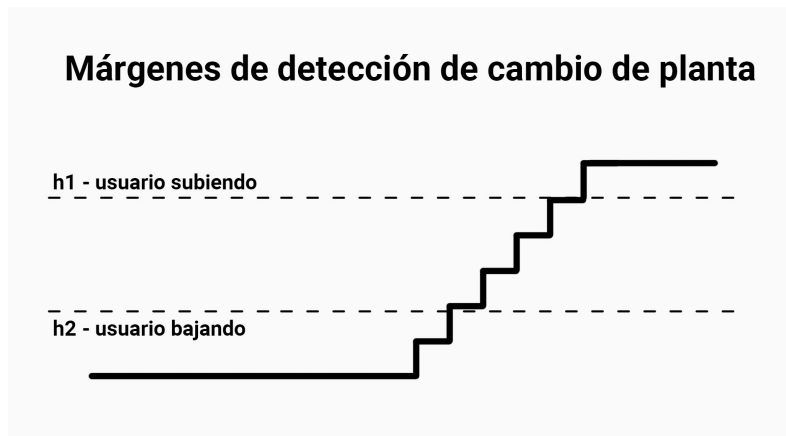 Márgenes de detección de cambio de planta
h1 - usuario subiendo
h2 - usuario bajando